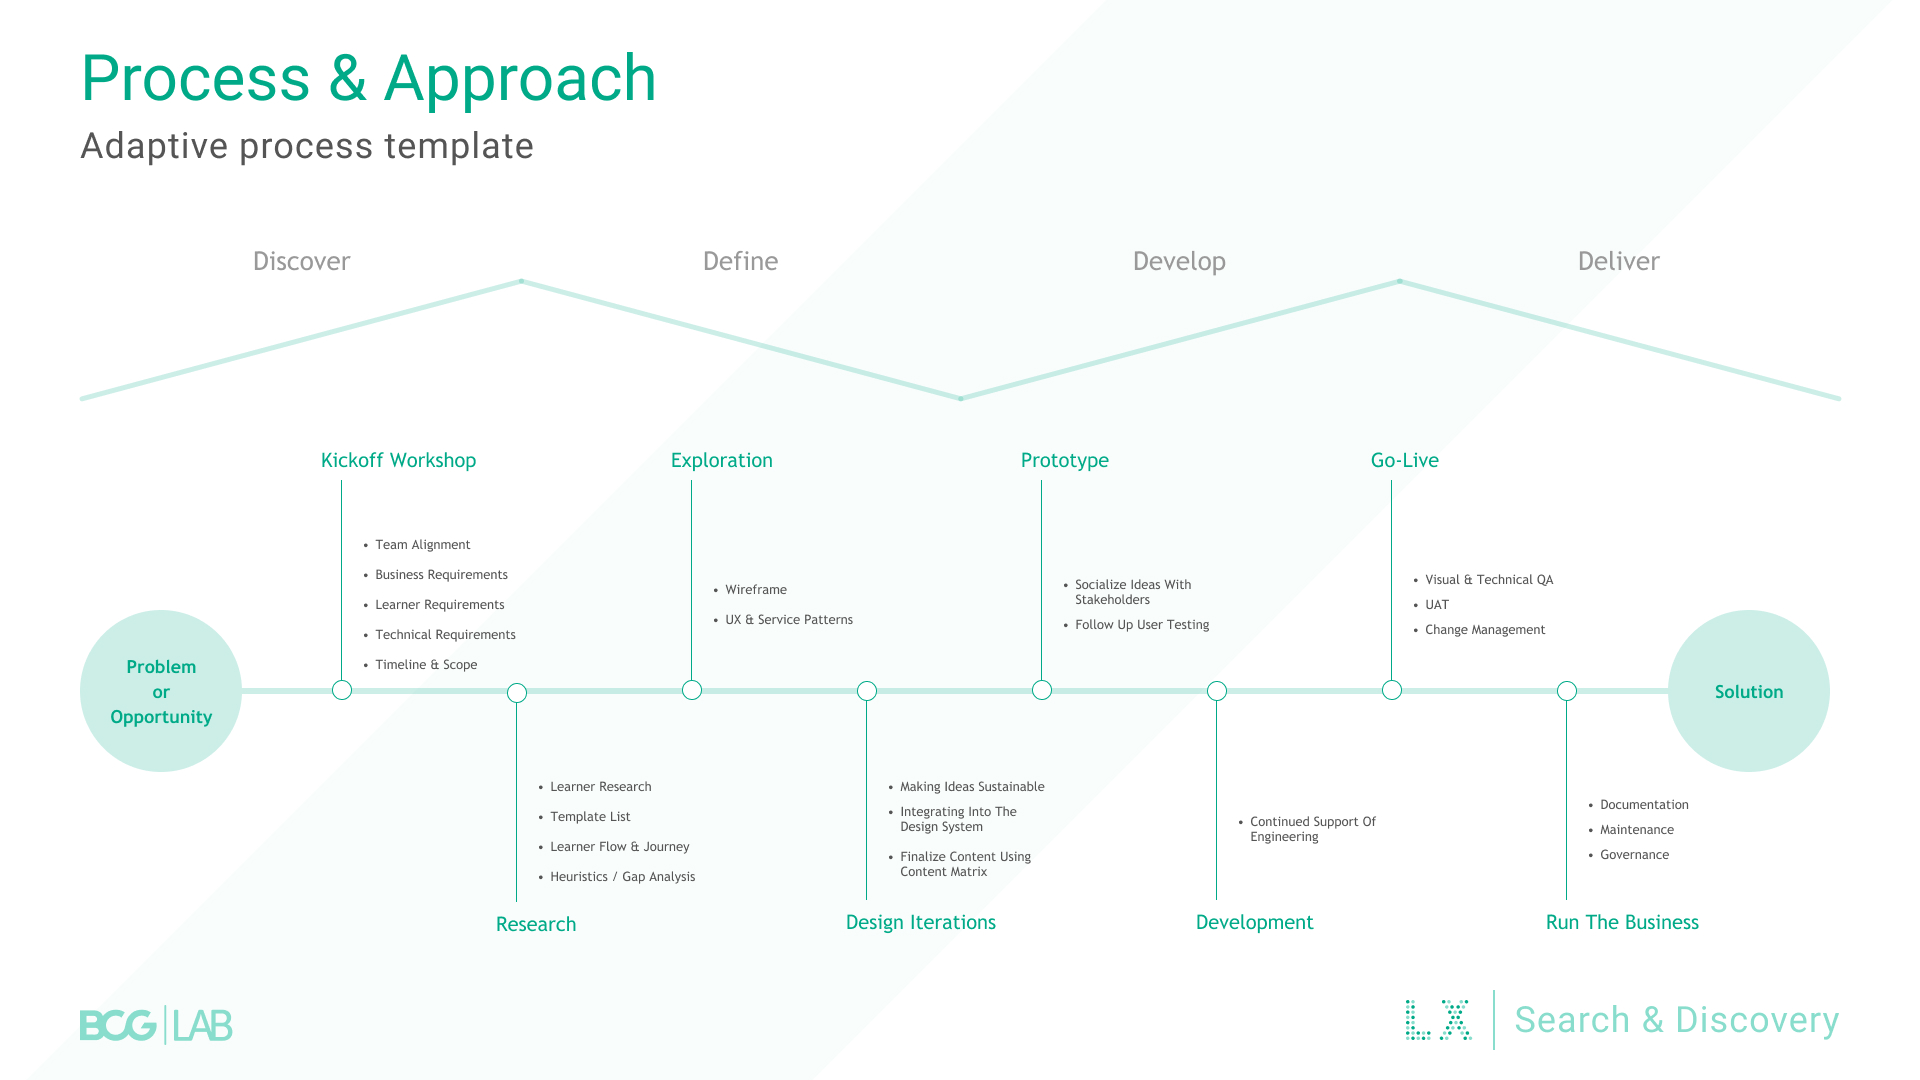 Process & Approach
Adaptive process template
Discover
Define
Develop
Deliver
Kickoff Workshop
Exploration
Prototype
Go-Live
• Team Alignment
• Business Requirements
• Learner Requirements
• Technical Requirements
• Timeline & Scope
• Wireframe
• UX & Service Patterns
• Socialize Ideas With
Stakeholders
• Follow Up User Testing
• Visual & Technical QA
• UAT
• Change Management
Problem
or
Opportunity
Solution
• Learner Research
• Template List
• Learner Flow & Journey
• Heuristics / Gap Analysis
• Making Ideas Sustainable
• Integrating Into The
Design System
• Finalize Content Using
Content Matrix
• Continued Support Of
Engineering
• Documentation
• Maintenance
• Governance
Research
Design Iterations
Development
Run The Business
BCG | LAB
LX | Search & Discovery